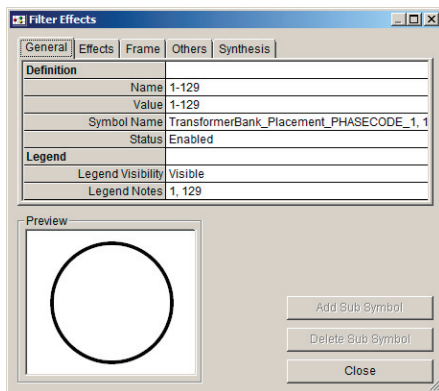 Filter Effects
General Effects Frame Others Synthesis
Definition
Name 1-129
Value 1-129
Symbol Name TransformerBank_Placement_PHASECODE_1, 1
Status Enabled
Legend
Legend Visibility Visible
Legend Notes 1, 129
Preview
Add Sub Symbol
Delete Sub Symbol
Close